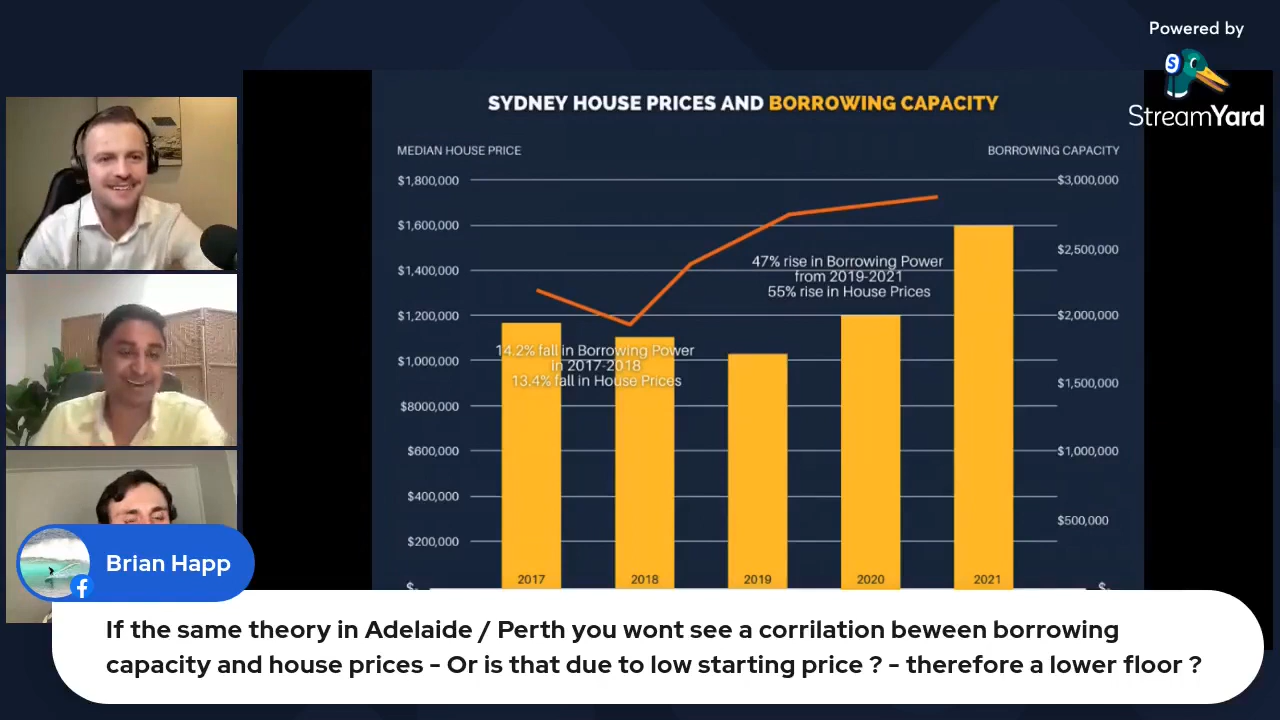 Powered by
StreamYard
SYDNEY HOUSE PRICES AND BORROWING CAPACITY
MEDIAN HOUSE PRICE
BORROWING CAPACITY
$1,800,000
$1,600,000
$1,400,000
$1,200,000
$1,000,000
$8000,000
$600,000
$400,000
$200,000
$-
$3,000,000
$2,500,000
$2,000,000
$1,500,000
$1,000,000
$500,000
$-
47% rise in Borrowing Power
from 2019-2021
55% rise in House Prices
14.2% fall in Borrowing Power
in 2017-2018
13.4% fall in House Prices
2017
2018
2019
2020
2021
Brian Happ
If the same theory in Adelaide / Perth you wont see a corrilation beween borrowing
capacity and house prices - Or is that due to low starting price ? - therefore a lower floor ?